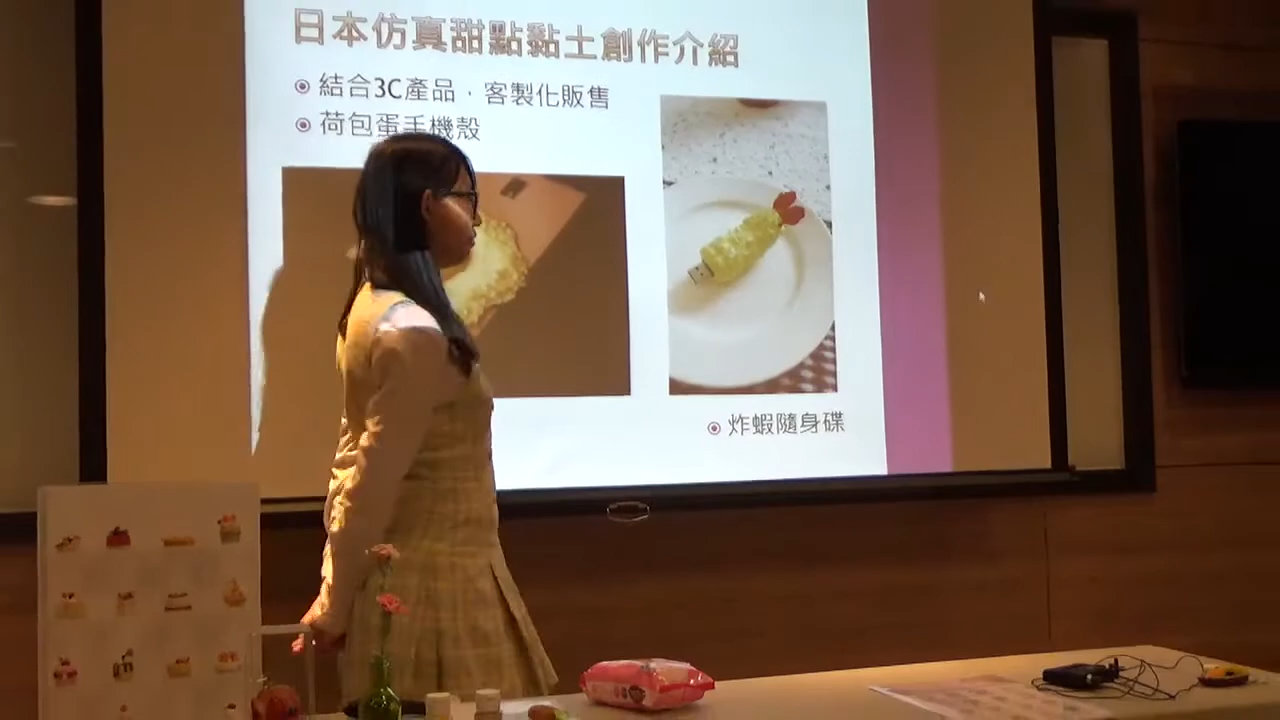 日本仿真甜點黏土創作介紹
結合3C產品，客製化販售
荷包蛋手機殼
炸蝦隨身碟